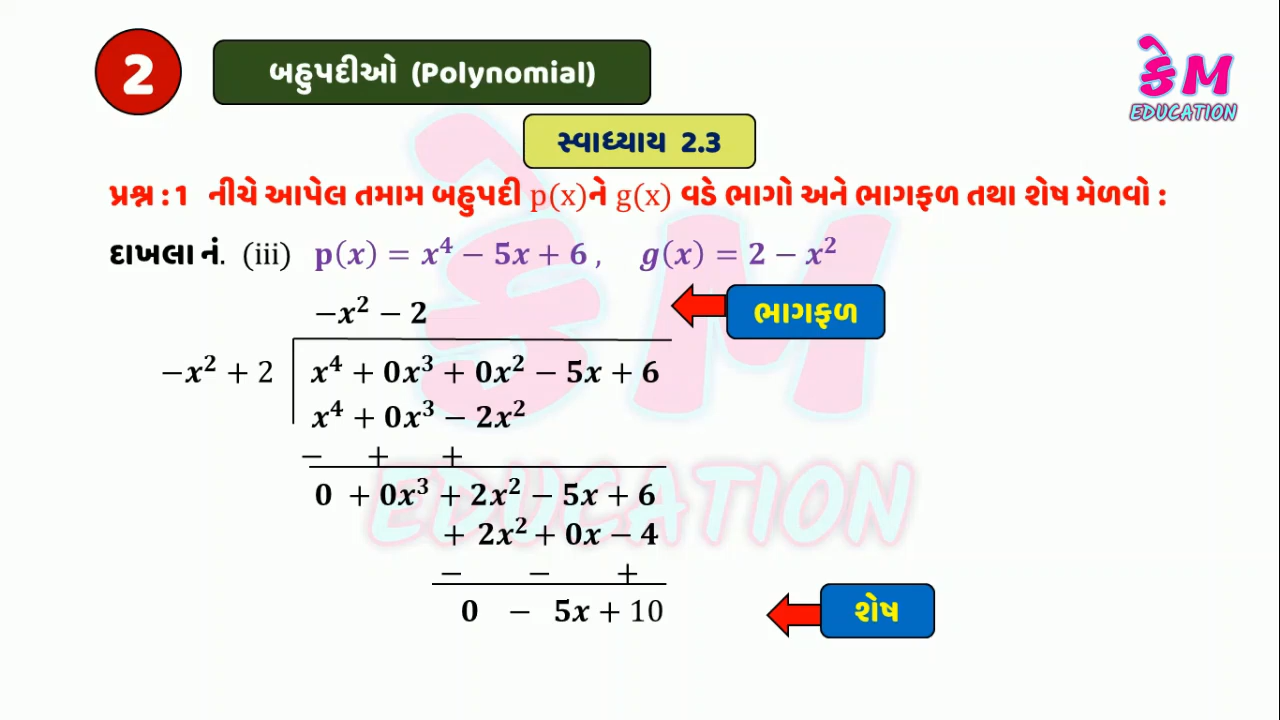 2
બહુપદીઓ (Polynomial)
કેM
EDUCATION
સ્વાધ્યાય 2.3
પ્રશ્ન : 1 નીચે આપેલ તમામ બહુપદી p(x)ને g(x) વડે ભાગો અને ભાગફળ તથા શેષ મેળવો :
દાખલા નં. (iii) p(x) = x⁴ − 5x + 6 , g(x) = 2 − x²
−x² − 2
ભાગફળ
−x² + 2 x⁴ + 0x³ + 0x² − 5x + 6
x⁴ + 0x³ − 2x²
− + +
0 + 0x³ + 2x² − 5x + 6
+ 2x² + 0x − 4
− − +
0 − 5x + 10
શેષ
કેM
EDUCATION